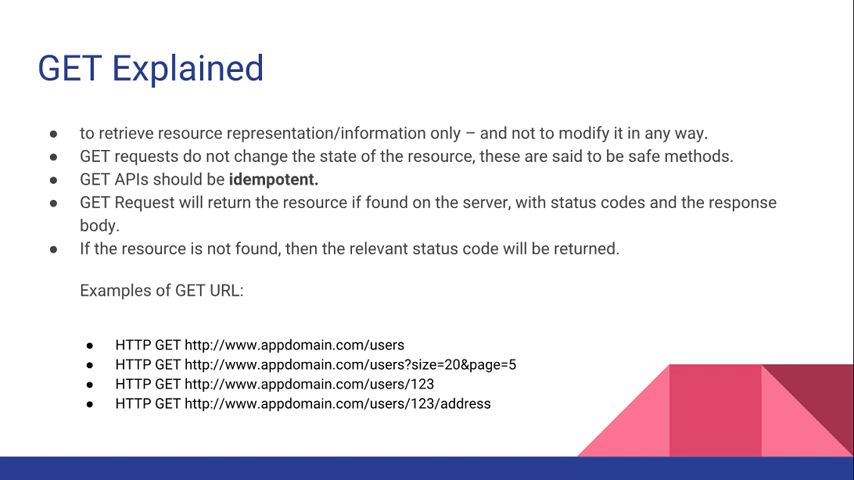 GET Explained
● to retrieve resource representation/information only – and not to modify it in any way.
● GET requests do not change the state of the resource, these are said to be safe methods.
● GET APIs should be idempotent.
● GET Request will return the resource if found on the server, with status codes and the response
body.
● If the resource is not found, then the relevant status code will be returned.
Examples of GET URL:
● HTTP GET http://www.appdomain.com/users
● HTTP GET http://www.appdomain.com/users?size=20&page=5
● HTTP GET http://www.appdomain.com/users/123
● HTTP GET http://www.appdomain.com/users/123/address